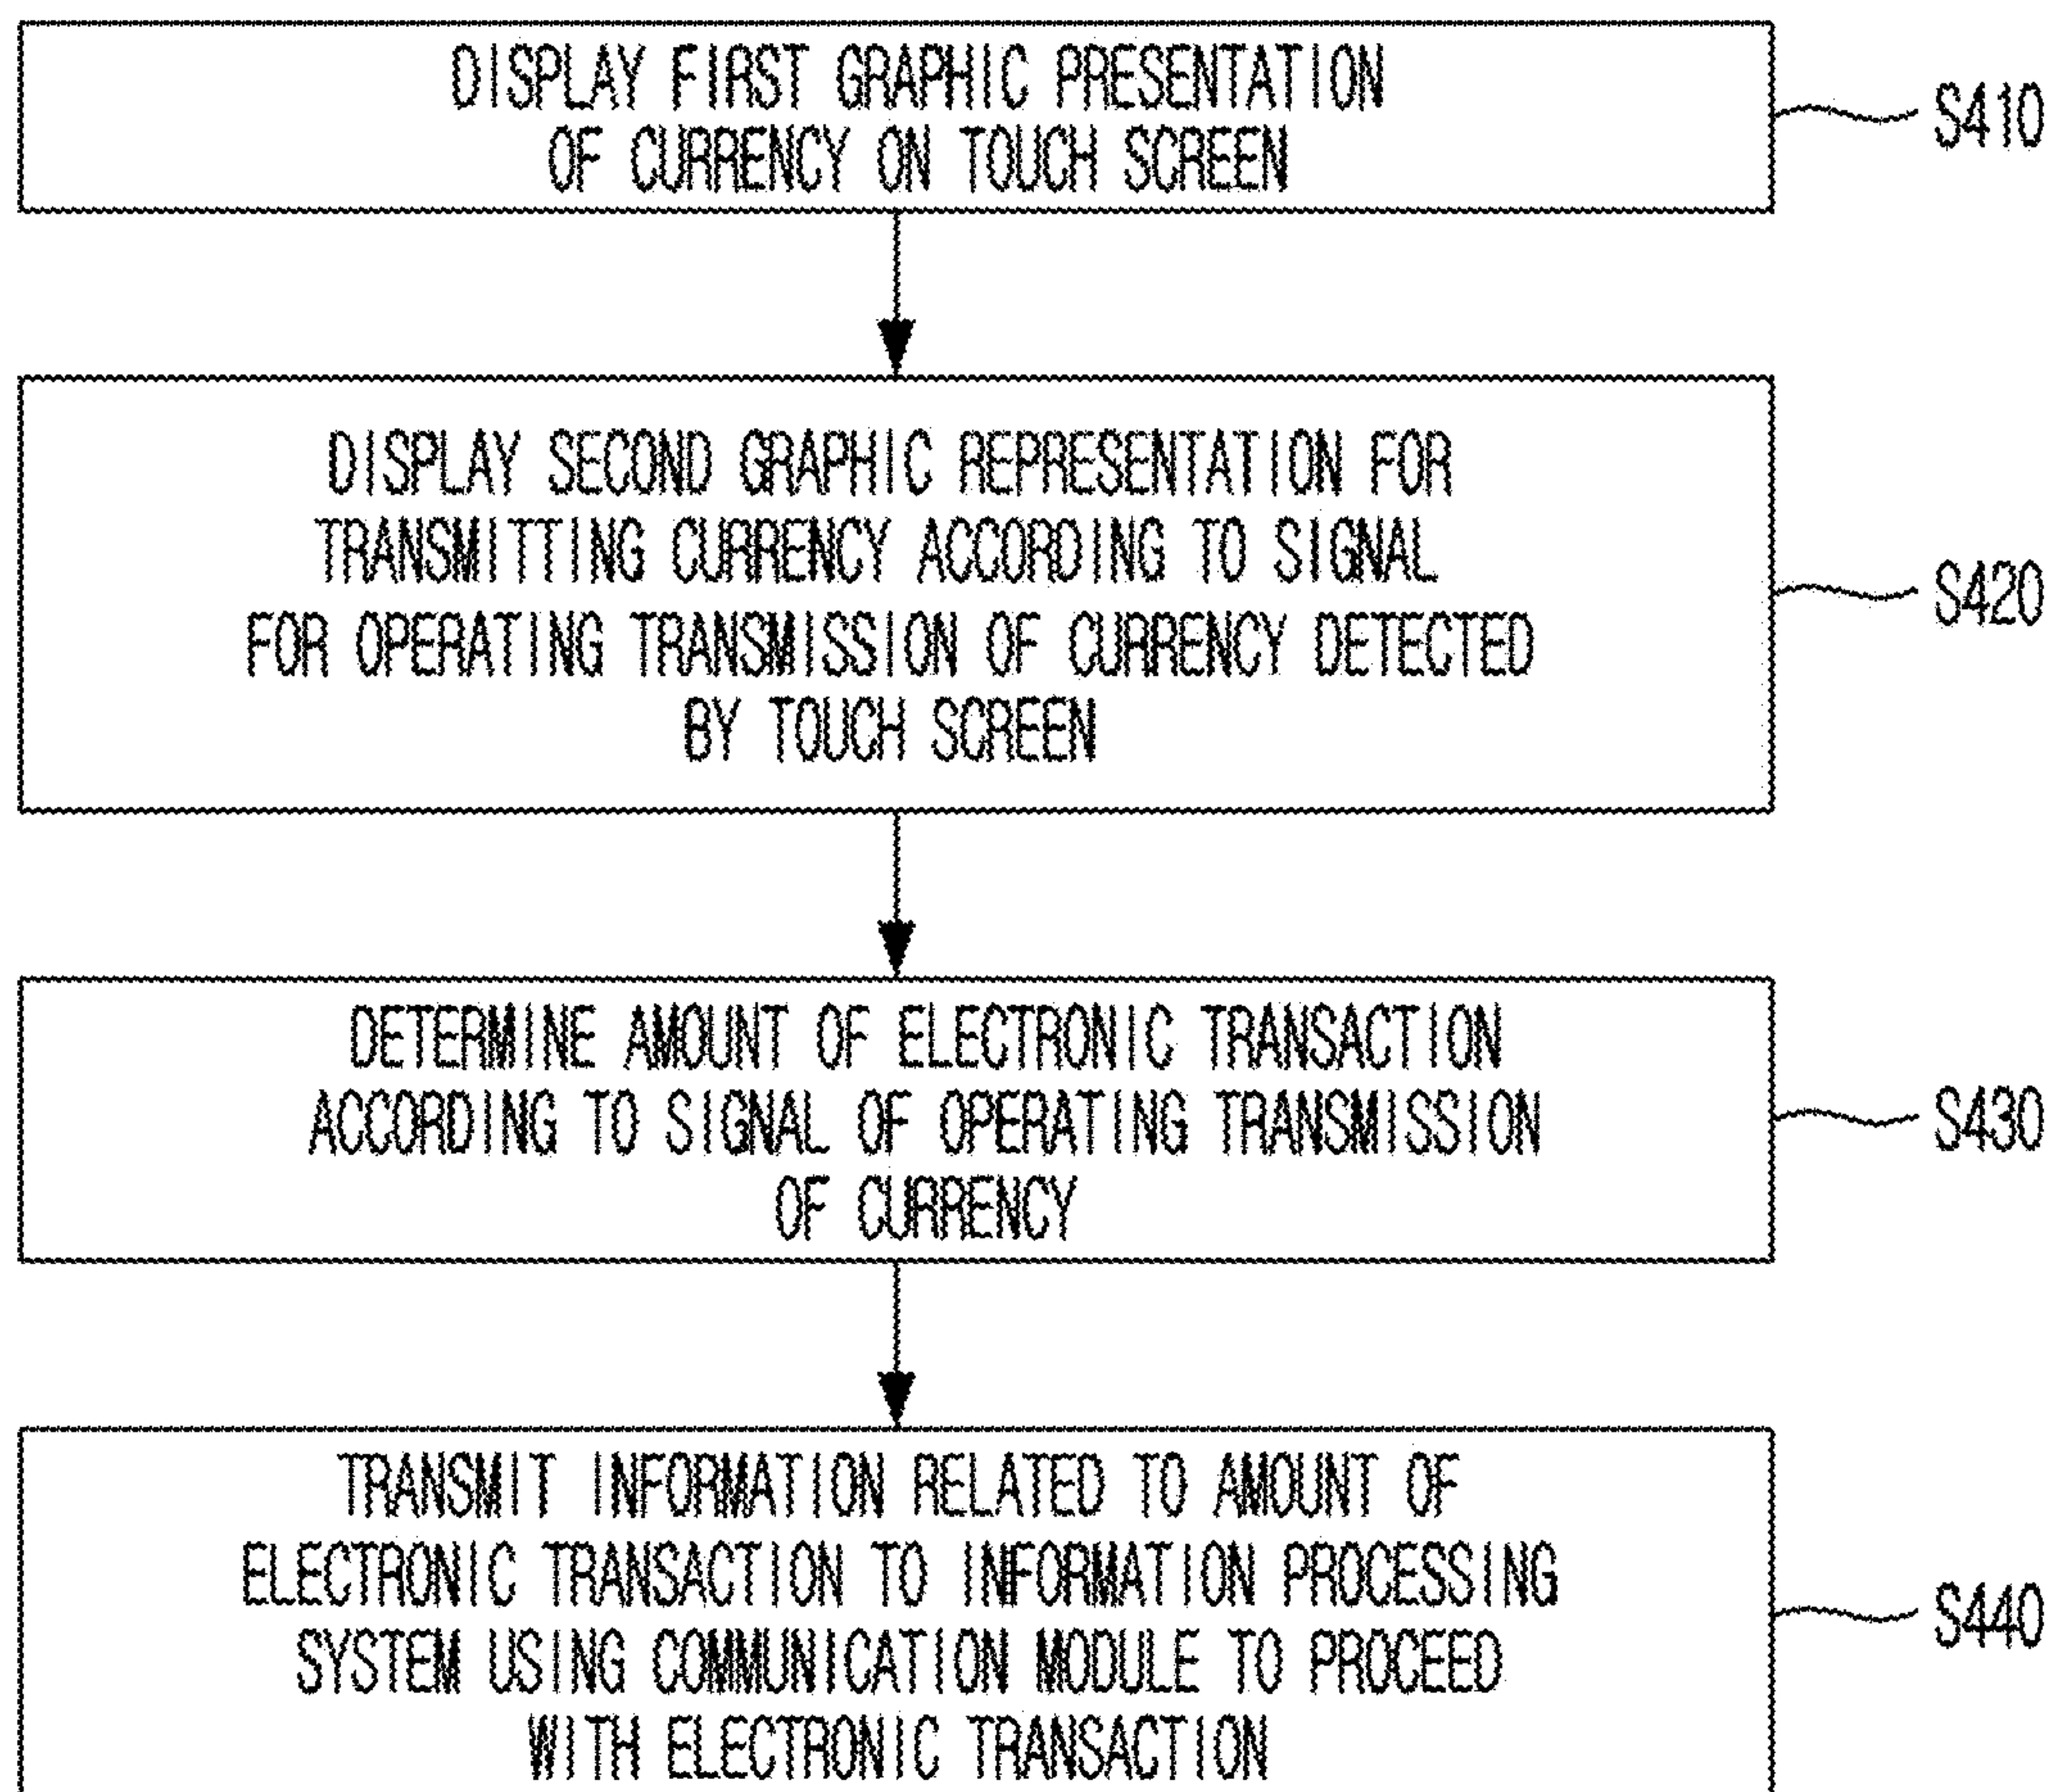 DISPLAY FIRST GRAPHIC PRESENTATION
OF CURRENCY ON TOUCH SCREEN
S410
DISPLAY SECOND GRAPHIC REPRESENTATION FOR
TRANSMITTING CURRENCY ACCORDING TO SIGNAL
FOR OPERATING TRANSMISSION OF CURRENCY DETECTED
BY TOUCH SCREEN
S420
DETERMINE AMOUNT OF ELECTRONIC TRANSACTION
ACCORDING TO SIGNAL OF OPERATING TRANSMISSION
OF CURRENCY
S430
TRANSMIT INFORMATION RELATED TO AMOUNT OF
ELECTRONIC TRANSACTION TO INFORMATION PROCESSING
SYSTEM USING COMMUNICATION MODULE TO PROCEED
WITH ELECTRONIC TRANSACTION
S440